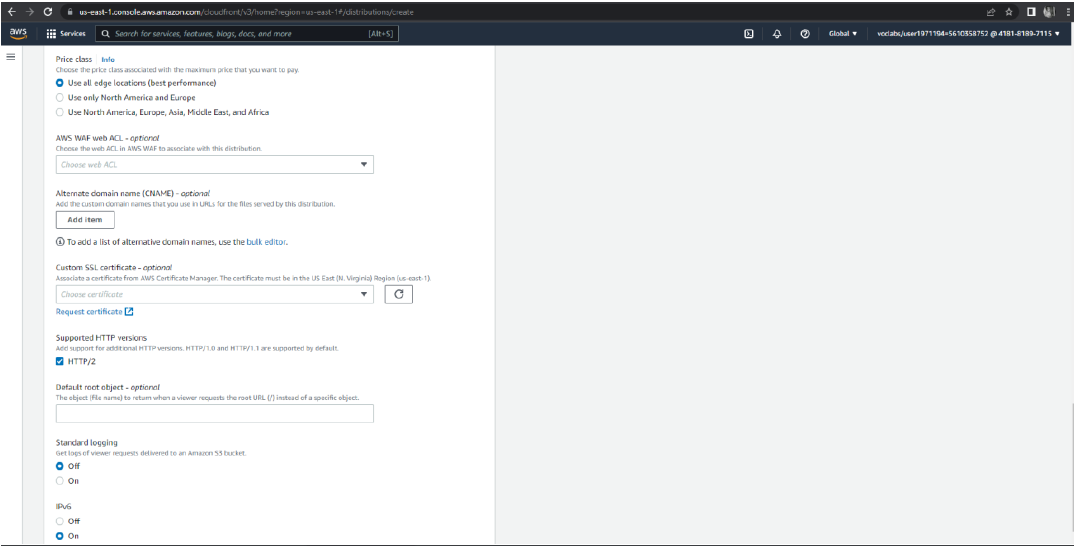 us-east-1.console.aws.amazon.com/cloudfront/v3/home?region=us-east-1#/distributions/create
aws Services Search for services, features, blogs, docs, and more [Alt+S] Global ▼ voclabs/user1971194=5610358752 @ 4181-8189-7115 ▼
Price class Info
Choose the price class associated with the maximum price that you want to pay.
Use all edge locations (best performance)
Use only North America and Europe
Use North America, Europe, Asia, Middle East, and Africa
AWS WAF web ACL - optional
Choose the web ACL in AWS WAF to associate with this distribution.
Choose web ACL
Alternate domain name (CNAME) - optional
Add the custom domain names that you use in URLs for the files served by this distribution.
Add item
To add a list of alternative domain names, use the bulk editor.
Custom SSL certificate - optional
Associate a certificate from AWS Certificate Manager. The certificate must be in the US East (N. Virginia) Region (us-east-1).
Choose certificate
Request certificate
Supported HTTP versions
Add support for additional HTTP versions. HTTP/1.0 and HTTP/1.1 are supported by default.
HTTP/2
Default root object - optional
The object (file name) to return when a viewer requests the root URL (/) instead of a specific object.
Standard logging
Get logs of viewer requests delivered to an Amazon S3 bucket.
Off
On
IPv6
Off
On